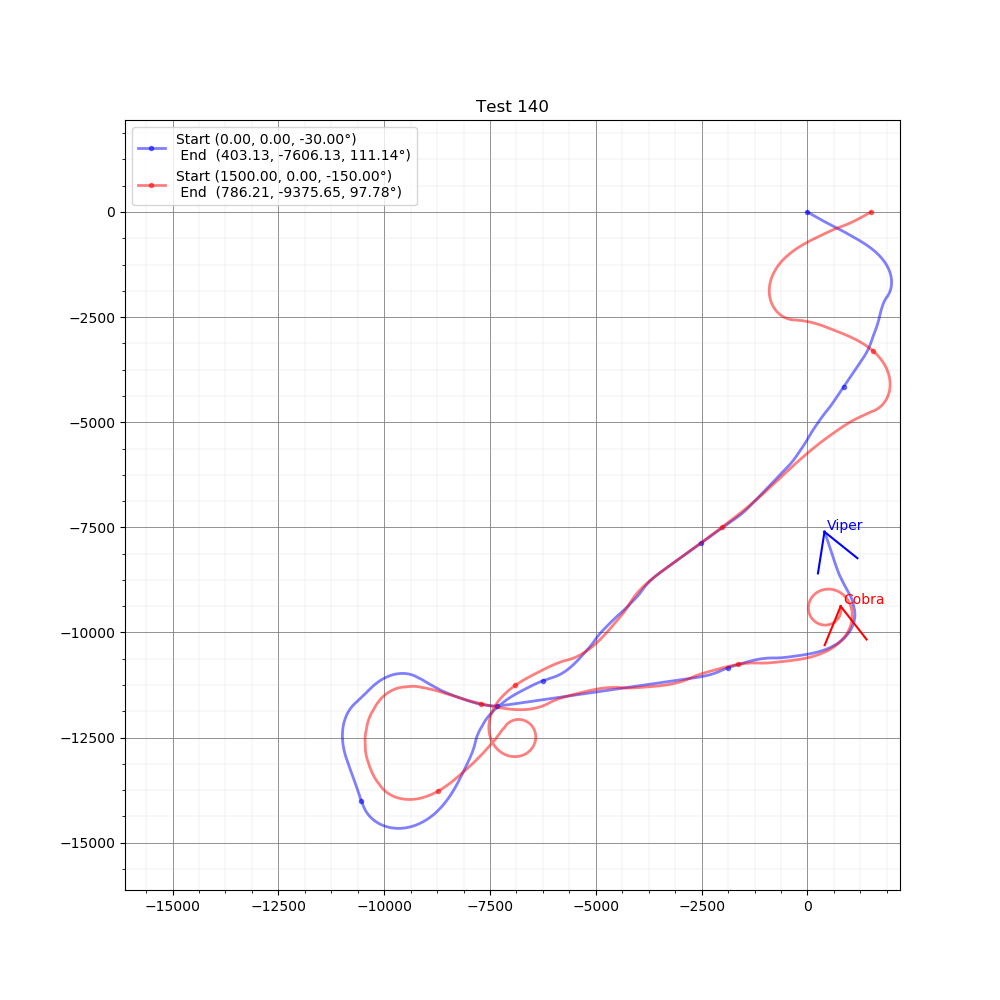 Test 140
Start (0.00, 0.00, -30.00°)
End  (403.13, -7606.13, 111.14°)
Start (1500.00, 0.00, -150.00°)
End  (786.21, -9375.65, 97.78°)
0
−2500
−5000
−7500
−10000
−12500
−15000
Viper
Cobra
−15000
−12500
−10000
−7500
−5000
−2500
0